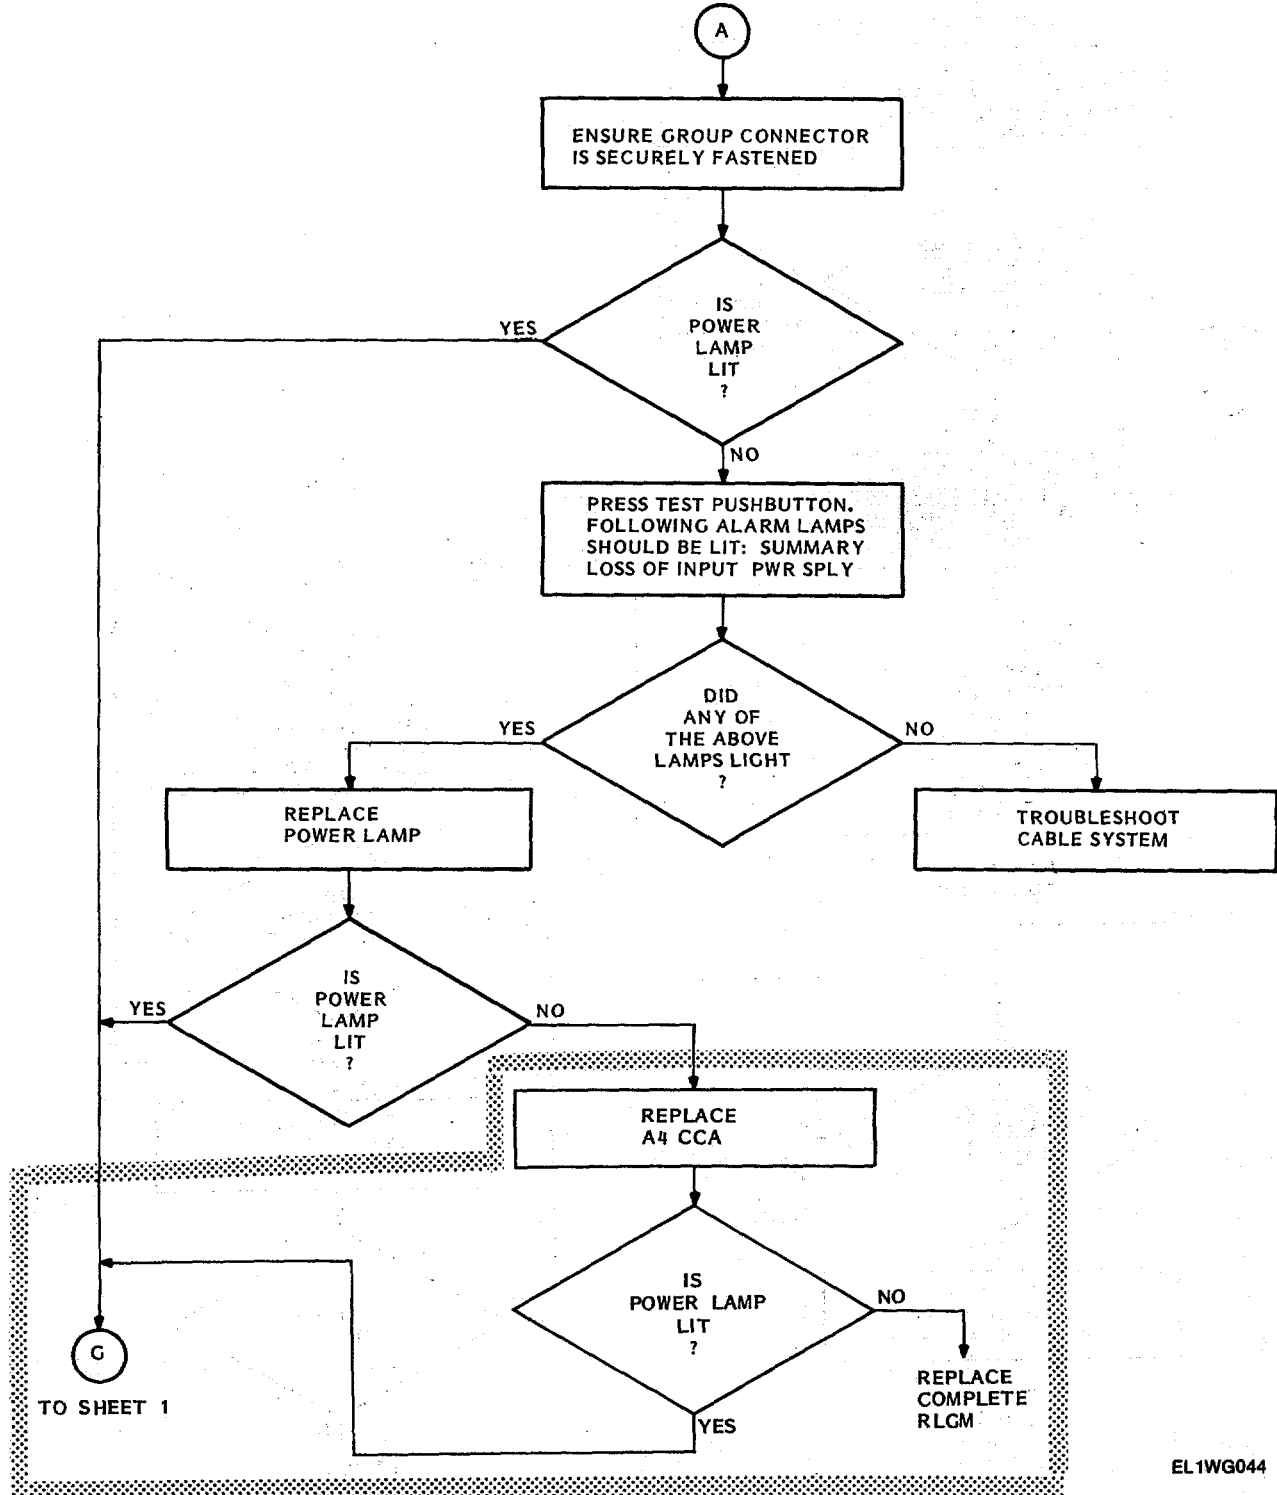 A
ENSURE GROUP CONNECTOR
IS SECURELY FASTENED
IS
POWER
LAMP
LIT
?
YES
NO
PRESS TEST PUSHBUTTON.
FOLLOWING ALARM LAMPS
SHOULD BE LIT: SUMMARY
LOSS OF INPUT PWR SPLY
DID
ANY OF
THE ABOVE
LAMPS LIGHT
?
YES
NO
REPLACE
POWER LAMP
TROUBLESHOOT
CABLE SYSTEM
IS
POWER
LAMP
LIT
?
YES
NO
REPLACE
A4 CCA
IS
POWER LAMP
LIT
?
NO
YES
REPLACE
COMPLETE
RLGM
G
TO SHEET 1
EL1WG044